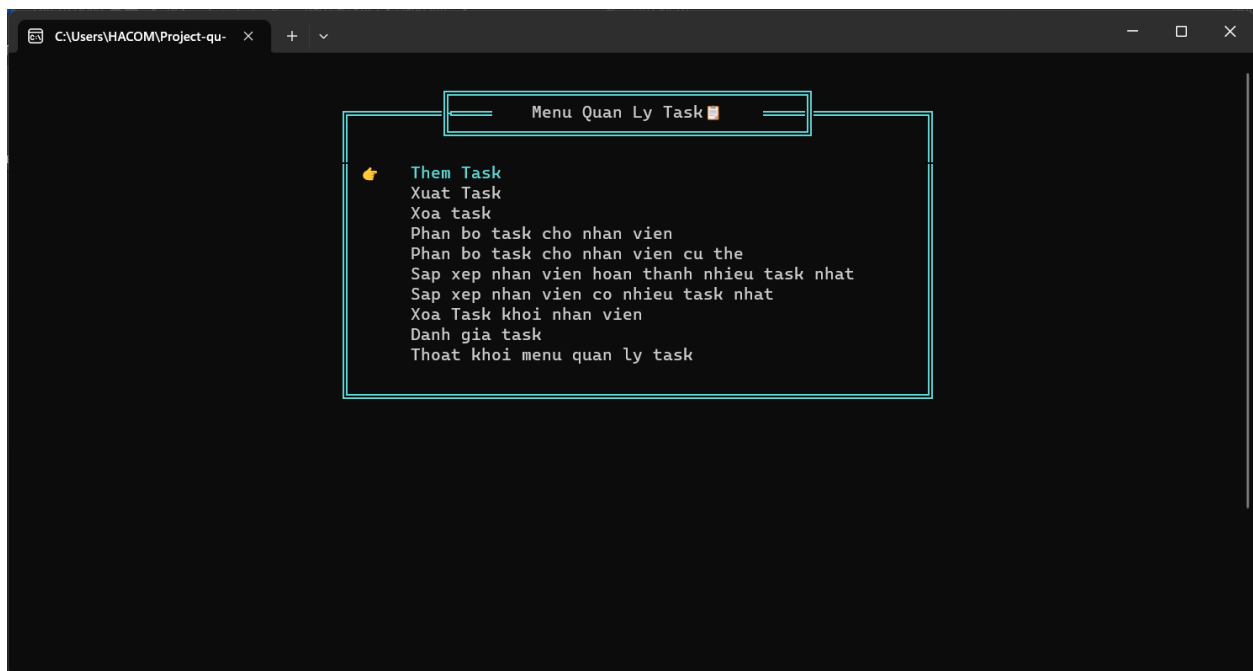 C:\Users\HACOM\Project-qu-
Menu Quan Ly Task📋
👉 Them Task
Xuat Task
Xoa task
Phan bo task cho nhan vien
Phan bo task cho nhan vien cu the
Sap xep nhan vien hoan thanh nhieu task nhat
Sap xep nhan vien co nhieu task nhat
Xoa Task khoi nhan vien
Danh gia task
Thoat khoi menu quan ly task